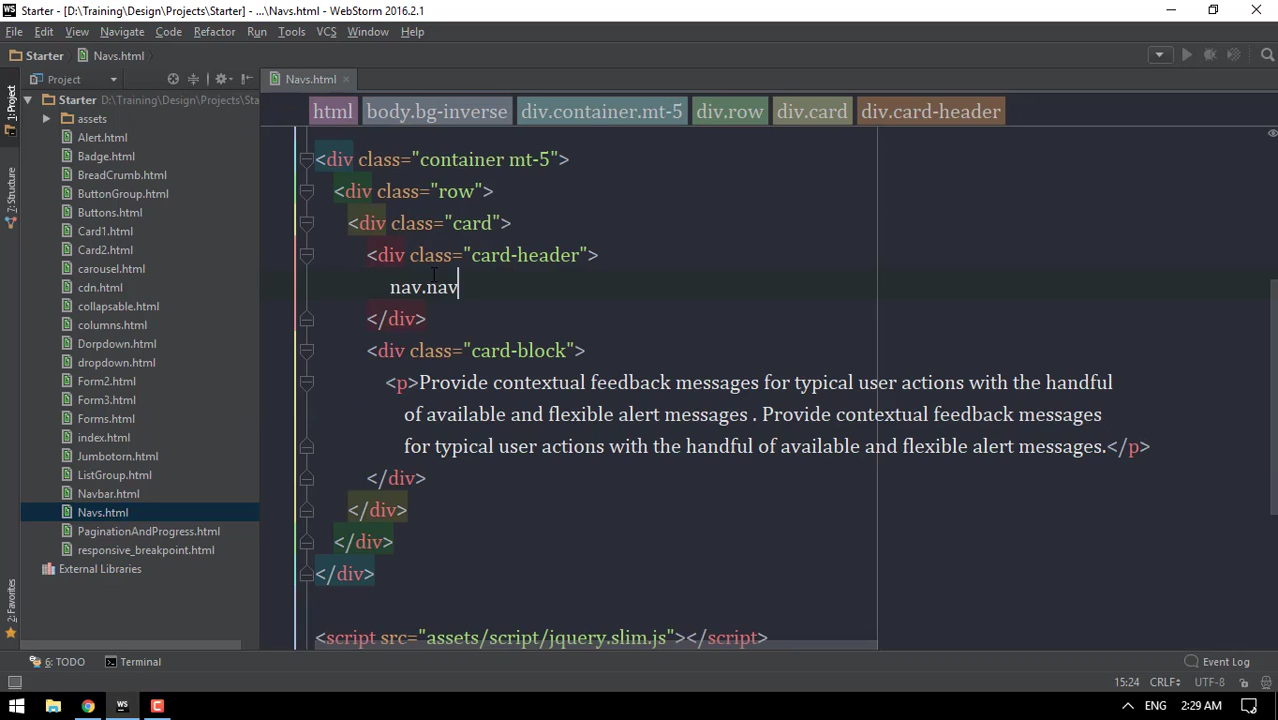 WS Starter - [D:\Training\Design\Projects\Starter] - ...\Navs.html] - WebStorm 2016.2.1
File Edit View Navigate Code Refactor Run Tools VCS Window Help
Starter Navs.html
Project
Navs.html
1: Project
7: Structure
2: Favorites
Starter D:\Training\Design\Projects\Sta
assets
Alert.html
Badge.html
BreadCrumb.html
ButtonGroup.html
Buttons.html
Card1.html
Card2.html
carousel.html
cdn.html
collapsable.html
columns.html
Dorpdown.html
dropdown.html
Form2.html
Form3.html
Forms.html
index.html
Jumbotorn.html
ListGroup.html
Navbar.html
Navs.html
PaginationAndProgress.html
responsive_breakpoint.html
External Libraries
html body.bg-inverse div.container.mt-5 div.row div.card div.card-header
<div class="container mt-5">
<div class="row">
<div class="card">
<div class="card-header">
nav.nav
</div>
<div class="card-block">
<p>Provide contextual feedback messages for typical user actions with the handful
of available and flexible alert messages . Provide contextual feedback messages
for typical user actions with the handful of available and flexible alert messages.</p>
</div>
</div>
</div>
</div>
<script src="assets/script/jquery.slim.js"></script>
6: TODO Terminal Event Log
15:24 CRLF UTF-8
WS C ENG 2:29 AM